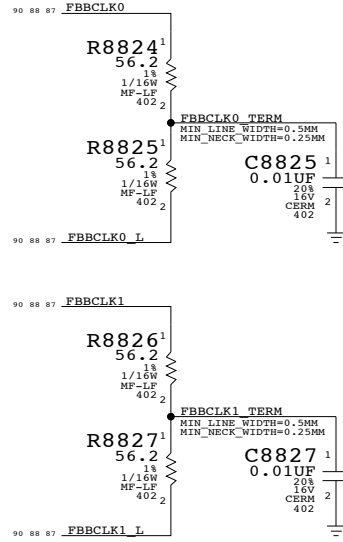 90 88 87 FBBCLK0
R8824 1
56.2
1%
1/16W
MF-LF
402 2
FBBCLK0_TERM
MIN_LINE_WIDTH=0.5MM
MIN_NECK_WIDTH=0.25MM
R8825 1
56.2
1%
1/16W
MF-LF
402 2
C8825 1
0.01UF
20%
16V 2
CERM
402
90 88 87 FBBCLK0_L
90 88 87 FBBCLK1
R8826 1
56.2
1%
1/16W
MF-LF
402 2
FBBCLK1_TERM
MIN_LINE_WIDTH=0.5MM
MIN_NECK_WIDTH=0.25MM
R8827 1
56.2
1%
1/16W
MF-LF
402 2
C8827 1
0.01UF
20%
16V 2
CERM
402
90 88 87 FBBCLK1_L